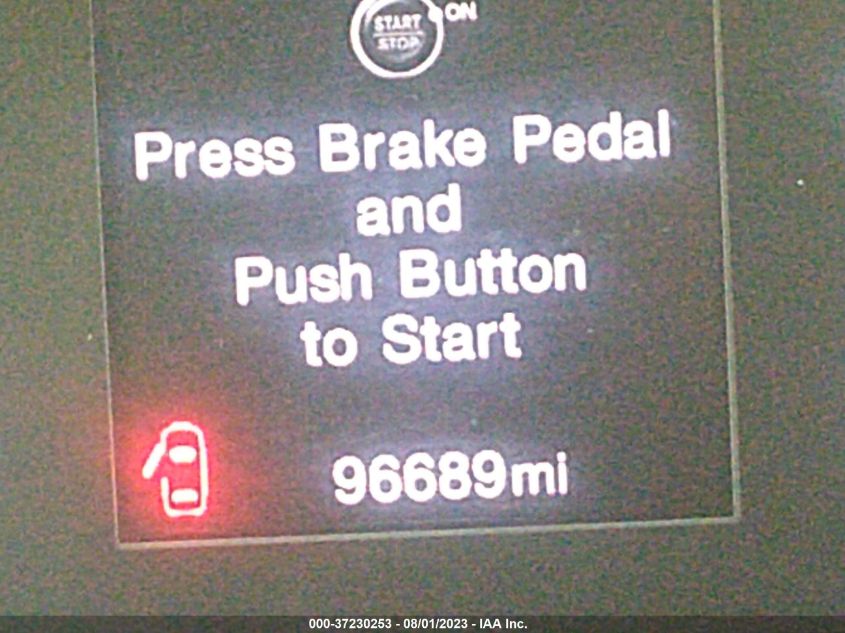 START ON
STOP
Press Brake Pedal
and
Push Button
to Start
96689mi
000-37230253 - 08/01/2023 - IAA Inc.